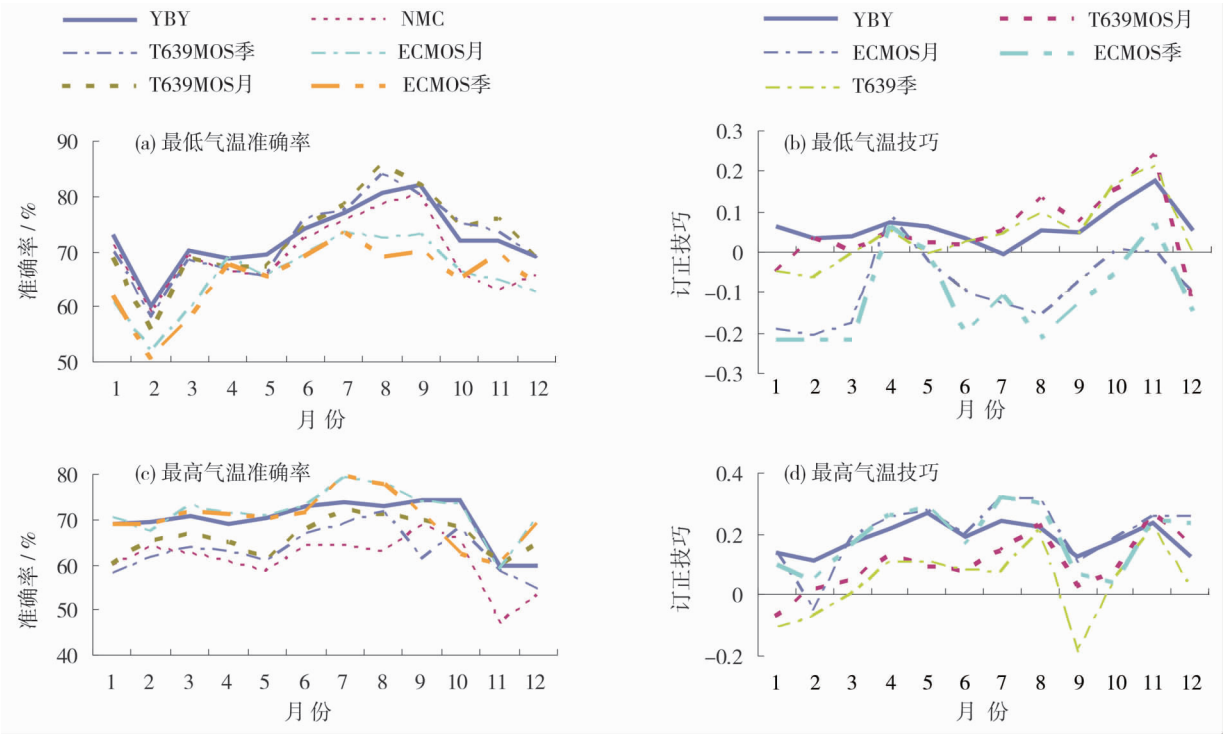 YBY NMC
T639MOS季 ECMOS月
T639MOS月 ECMOS季
(a) 最低气温准确率
准确率 / %
90
80
70
60
50
1 2 3 4 5 6 7 8 9 10 11 12
月 份
YBY T639MOS月
ECMOS月 ECMOS季
T639季
(b) 最低气温技巧
订正技巧
0.3
0.2
0.1
0
−0.1
−0.2
−0.3
1 2 3 4 5 6 7 8 9 10 11 12
月 份
(c) 最高气温准确率
准确率 / %
80
70
60
50
40
1 2 3 4 5 6 7 8 9 10 11 12
月 份
(d) 最高气温技巧
订正技巧
0.4
0.2
0
−0.2
1 2 3 4 5 6 7 8 9 10 11 12
月 份